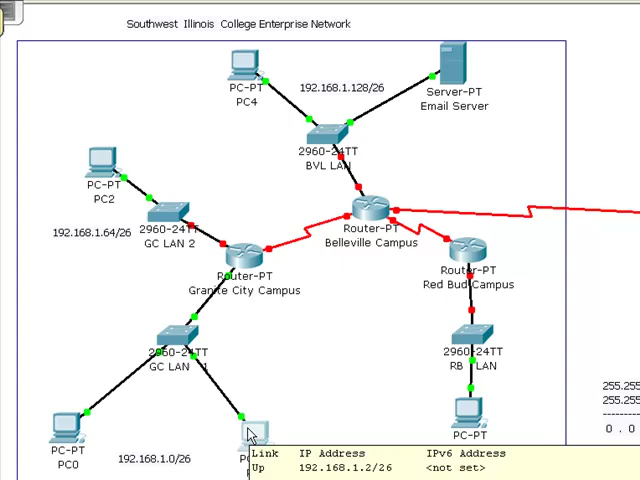 Southwest Illinois College Enterprise Network
PC-PT
PC4
192.168.1.128/26
Server-PT
Email Server
2960-24TT
BVL LAN
PC-PT
PC2
192.168.1.64/26
2960-24TT
GC LAN 2
Router-PT
Belleville Campus
Router-PT
Granite City Campus
Router-PT
Red Bud Campus
2960-24TT
GC LAN 1
2960-24TT
RB LAN
255.255
255.255
--------
0 . 0
PC-PT
PC0
192.168.1.0/26
PC-PT
Link IP Address IPv6 Address
Up 192.168.1.2/26 <not set>